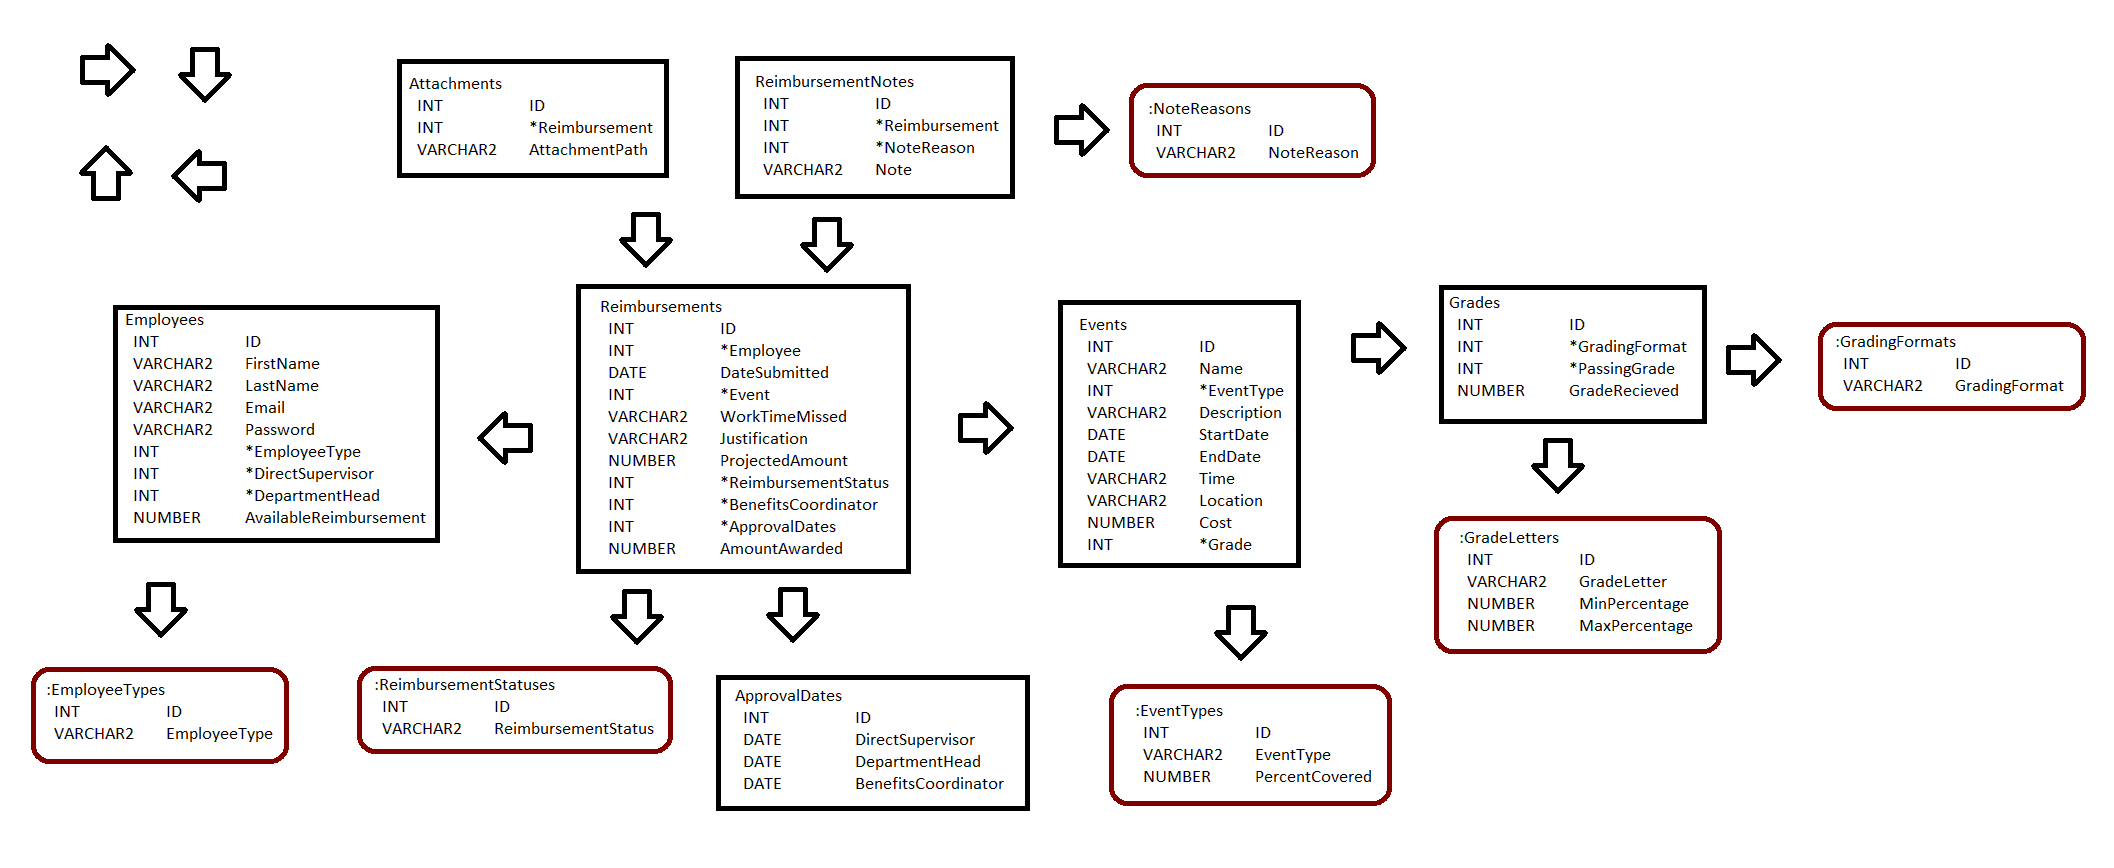 Attachments
INT ID
INT *Reimbursement
VARCHAR2 AttachmentPath
ReimbursementNotes
INT ID
INT *Reimbursement
INT *NoteReason
VARCHAR2 Note
:NoteReasons
INT ID
VARCHAR2 NoteReason
Employees
INT ID
VARCHAR2 FirstName
VARCHAR2 LastName
VARCHAR2 Email
VARCHAR2 Password
INT *EmployeeType
INT *DirectSupervisor
INT *DepartmentHead
NUMBER AvailableReimbursement
Reimbursements
INT ID
INT *Employee
DATE DateSubmitted
INT *Event
VARCHAR2 WorkTimeMissed
VARCHAR2 Justification
NUMBER ProjectedAmount
INT *ReimbursementStatus
INT *BenefitsCoordinator
INT *ApprovalDates
NUMBER AmountAwarded
Events
INT ID
VARCHAR2 Name
INT *EventType
VARCHAR2 Description
DATE StartDate
DATE EndDate
VARCHAR2 Time
VARCHAR2 Location
NUMBER Cost
INT *Grade
Grades
INT ID
INT *GradingFormat
INT *PassingGrade
NUMBER GradeRecieved
:GradingFormats
INT ID
VARCHAR2 GradingFormat
:GradeLetters
INT ID
VARCHAR2 GradeLetter
NUMBER MinPercentage
NUMBER MaxPercentage
:EmployeeTypes
INT ID
VARCHAR2 EmployeeType
:ReimbursementStatuses
INT ID
VARCHAR2 ReimbursementStatus
ApprovalDates
INT ID
DATE DirectSupervisor
DATE DepartmentHead
DATE BenefitsCoordinator
:EventTypes
INT ID
VARCHAR2 EventType
NUMBER PercentCovered